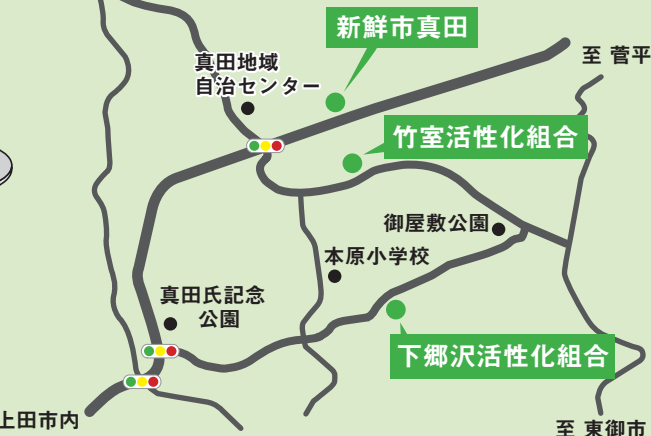 新鮮市真田
至 菅平
真田地域
自治センター
竹室活性化組合
御屋敷公園
本原小学校
真田氏記念
公園
下郷沢活性化組合
上田市内
至 東御市